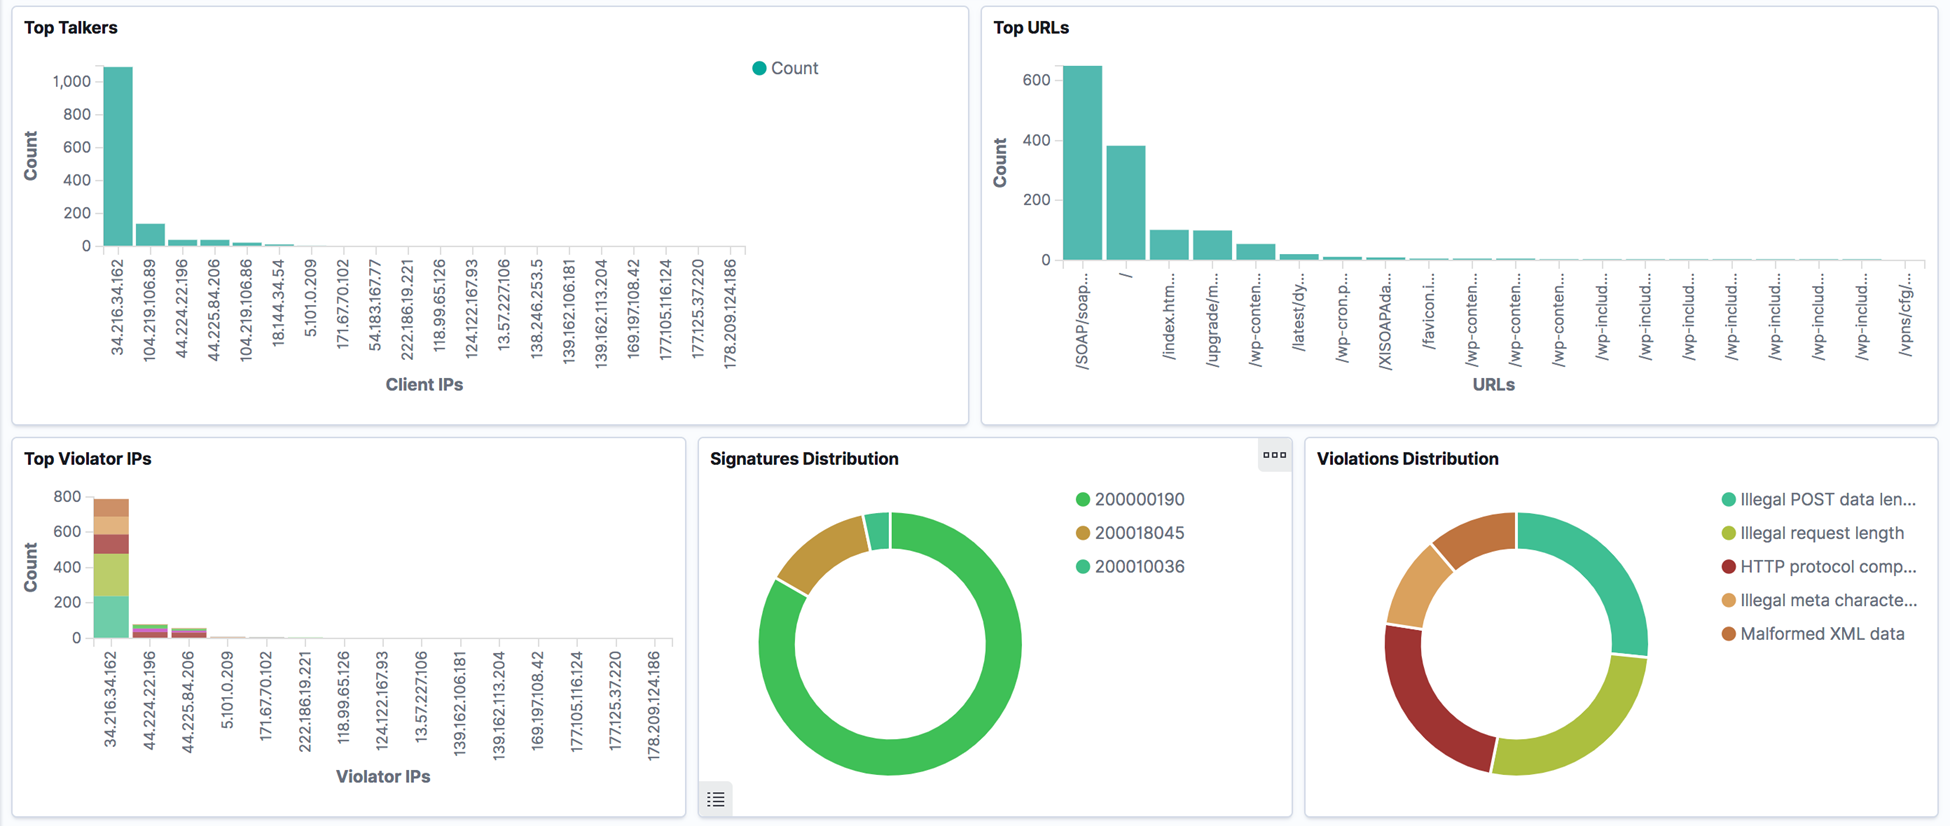 Top Talkers
1,000
800
600
400
200
0
Count
34.216.34.162
104.219.106.89
44.224.22.196
44.225.84.206
104.219.106.86
18.144.34.54
5.101.0.209
171.67.70.102
54.183.167.77
222.186.19.221
118.99.65.126
124.122.167.93
13.57.227.106
138.246.253.5
139.162.106.181
139.162.113.204
169.197.108.42
177.105.116.124
177.125.37.220
178.209.124.186
Client IPs
Count
Top URLs
600
400
200
0
Count
/SOAP/soap...
/
/index.htm...
/upgrade/m...
/wp-conten...
/latest/dy...
/wp-cron.p...
/XISOAPAda...
/favicon.i...
/wp-conten...
/wp-conten...
/wp-conten...
/wp-includ...
/wp-includ...
/wp-includ...
/wp-includ...
/wp-includ...
/wp-includ...
/wp-includ...
/vpns/cfg/...
URLs
Top Violator IPs
800
600
400
200
0
Count
34.216.34.162
44.224.22.196
44.225.84.206
5.101.0.209
171.67.70.102
222.186.19.221
118.99.65.126
124.122.167.93
13.57.227.106
139.162.106.181
139.162.113.204
169.197.108.42
177.105.116.124
177.125.37.220
178.209.124.186
Violator IPs
Signatures Distribution
200000190
200018045
200010036
Violations Distribution
Illegal POST data len...
Illegal request length
HTTP protocol comp...
Illegal meta characte...
Malformed XML data